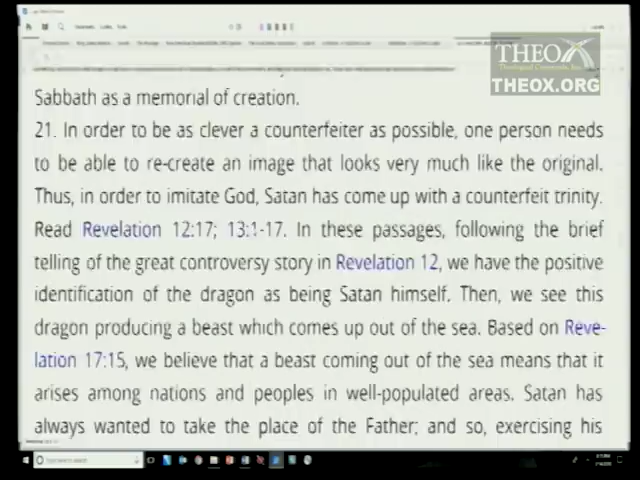 THEOX
THEOX.ORG
Sabbath as a memorial of creation.
21. In order to be as clever a counterfeiter as possible, one person needs
to be able to re-create an image that looks very much like the original.
Thus, in order to imitate God, Satan has come up with a counterfeit trinity.
Read Revelation 12:17; 13:1-17. In these passages, following the brief
telling of the great controversy story in Revelation 12, we have the positive
identification of the dragon as being Satan himself. Then, we see this
dragon producing a beast which comes up out of the sea. Based on Reve-
lation 17:15, we believe that a beast coming out of the sea means that it
arises among nations and peoples in well-populated areas. Satan has
always wanted to take the place of the Father; and so, exercising his